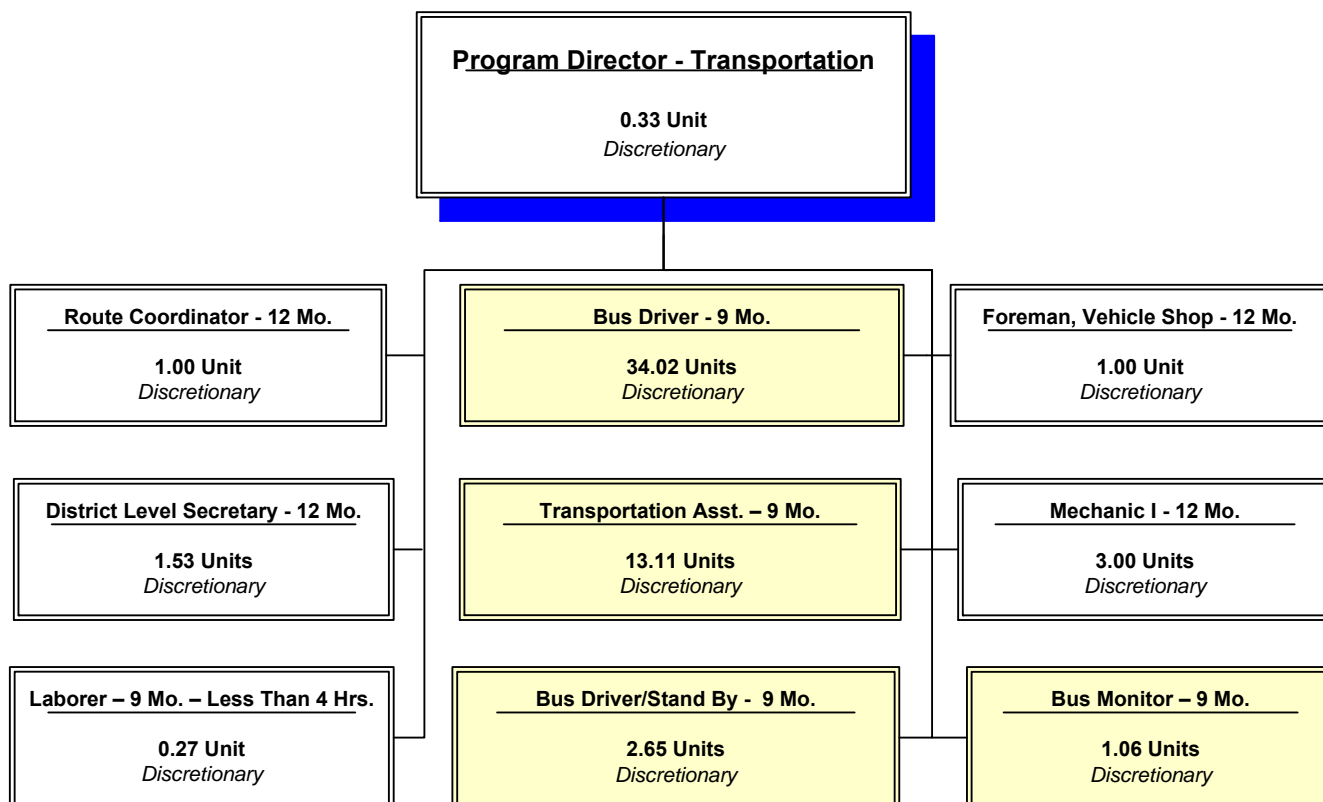 Program Director - Transportation
0.33 Unit
Discretionary
Route Coordinator - 12 Mo.
1.00 Unit
Discretionary
Bus Driver - 9 Mo.
34.02 Units
Discretionary
Foreman, Vehicle Shop - 12 Mo.
1.00 Unit
Discretionary
District Level Secretary - 12 Mo.
1.53 Units
Discretionary
Transportation Asst. – 9 Mo.
13.11 Units
Discretionary
Mechanic I - 12 Mo.
3.00 Units
Discretionary
Laborer – 9 Mo. – Less Than 4 Hrs.
0.27 Unit
Discretionary
Bus Driver/Stand By - 9 Mo.
2.65 Units
Discretionary
Bus Monitor – 9 Mo.
1.06 Units
Discretionary